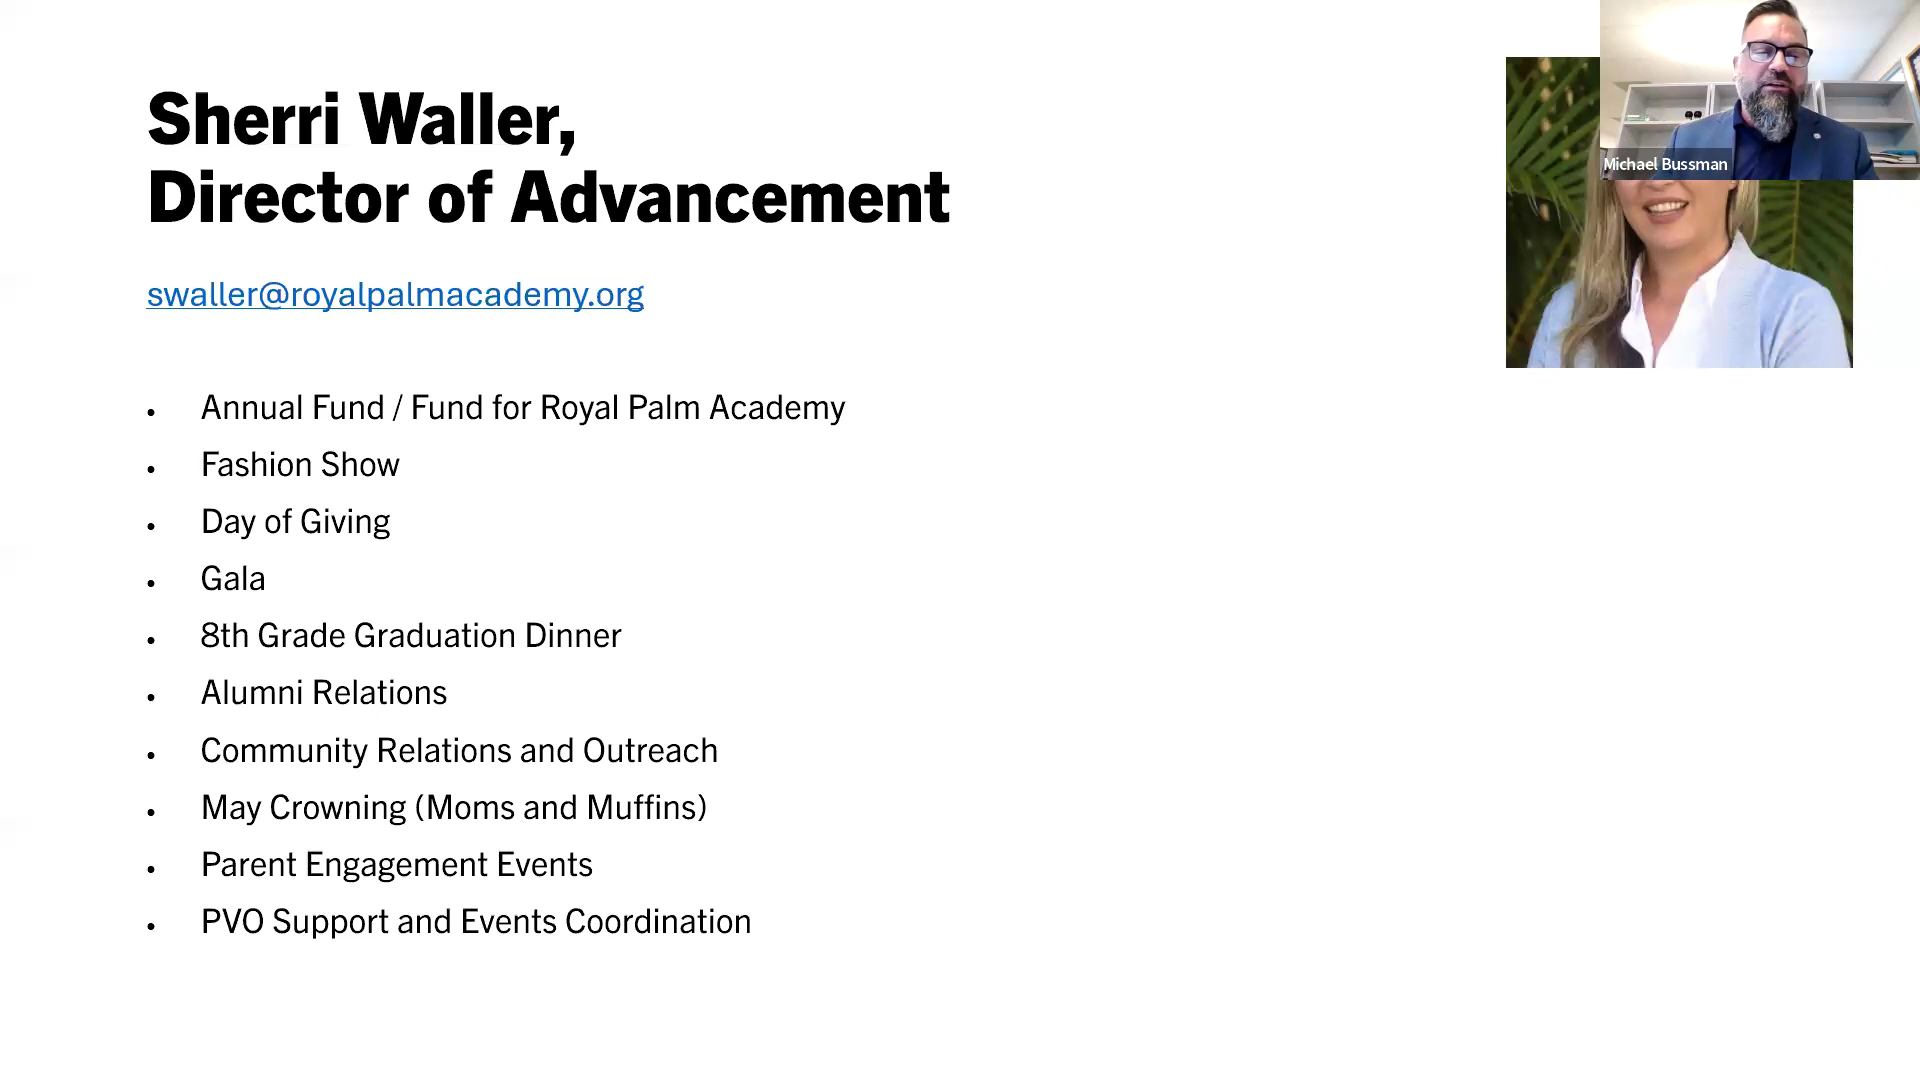 Sherri Waller,
Director of Advancement
swaller@royalpalmacademy.org
• Annual Fund / Fund for Royal Palm Academy
• Fashion Show
• Day of Giving
• Gala
• 8th Grade Graduation Dinner
• Alumni Relations
• Community Relations and Outreach
• May Crowning (Moms and Muffins)
• Parent Engagement Events
• PVO Support and Events Coordination
Michael Bussman